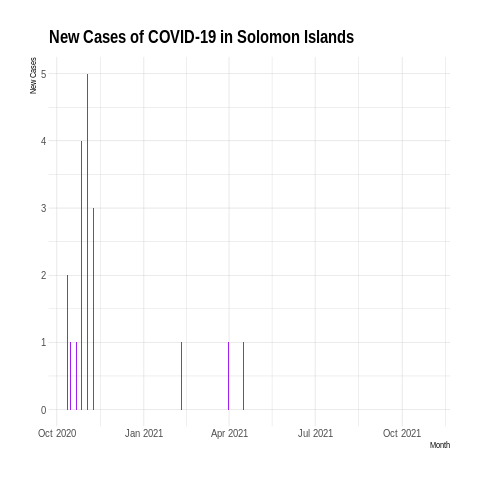 New Cases of COVID-19 in Solomon Islands
New Cases
5
4
3
2
1
0
Oct 2020 Jan 2021 Apr 2021 Jul 2021 Oct 2021
Month